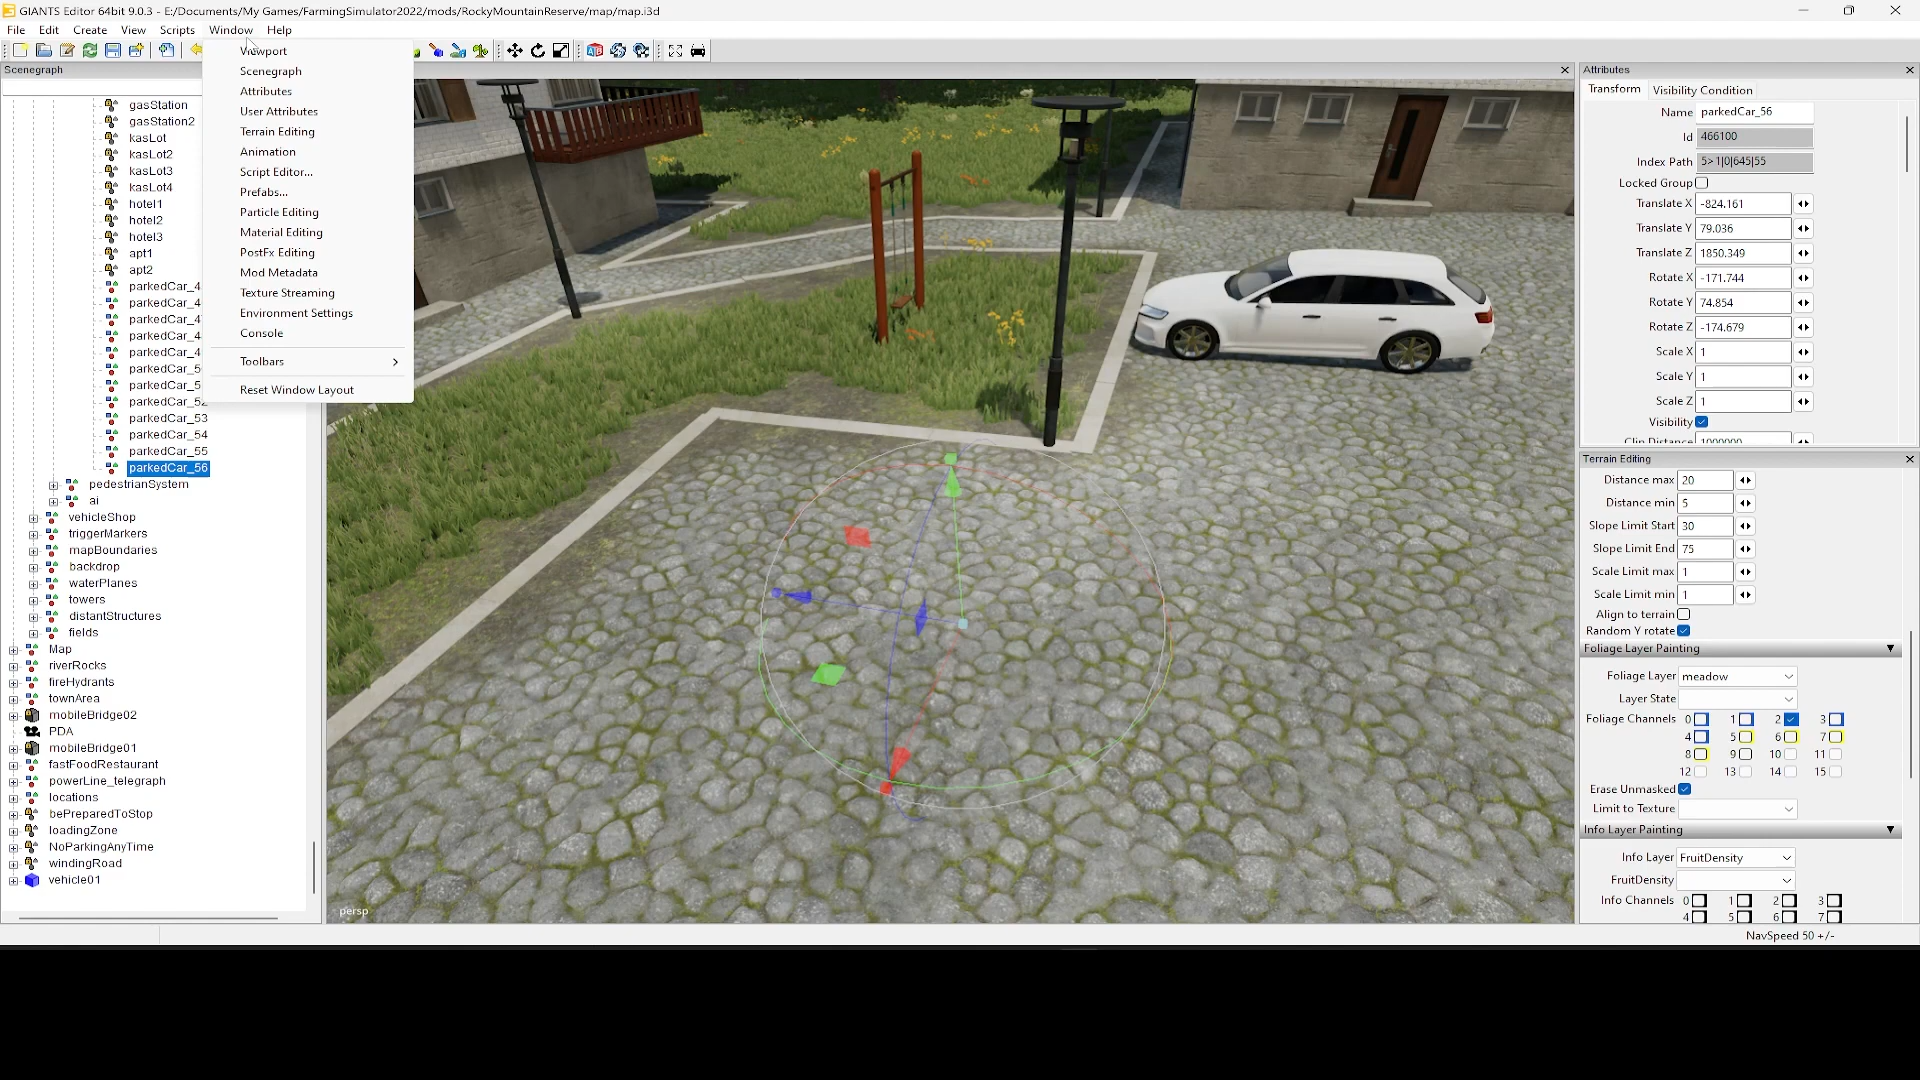 GIANTS Editor 64bit 9.0.3 - E:/Documents/My Games/FarmingSimulator2022/mods/RockyMountainReserve/map/map.i3d
File Edit Create View Scripts Window Help
Scenegraph
gasStation
gasStation2
kasLot
kasLot2
kasLot3
kasLot4
hotel1
hotel2
hotel3
apt1
apt2
parkedCar_4
parkedCar_4
parkedCar_4
parkedCar_4
parkedCar_4
parkedCar_5
parkedCar_5
parkedCar_52
parkedCar_53
parkedCar_54
parkedCar_55
parkedCar_56
pedestrianSystem
ai
vehicleShop
triggerMarkers
mapBoundaries
backdrop
waterPlanes
towers
distantStructures
fields
Map
riverRocks
fireHydrants
townArea
mobileBridge02
PDA
mobileBridge01
fastFoodRestaurant
powerLine_telegraph
locations
bePreparedToStop
loadingZone
NoParkingAnyTime
windingRoad
vehicle01
Viewport
Scenegraph
Attributes
User Attributes
Terrain Editing
Animation
Script Editor...
Prefabs...
Particle Editing
Material Editing
PostFx Editing
Mod Metadata
Texture Streaming
Environment Settings
Console
Toolbars
Reset Window Layout
persp
Attributes
Transform Visibility Condition
Name parkedCar_56
Id 466100
Index Path 5>1|0|645|55
Locked Group
Translate X -824.161
Translate Y 79.036
Translate Z 1850.349
Rotate X -171.744
Rotate Y 74.854
Rotate Z -174.679
Scale X 1
Scale Y 1
Scale Z 1
Visibility
Clip Distance 1000000
Terrain Editing
Distance max 20
Distance min 5
Slope Limit Start 30
Slope Limit End 75
Scale Limit max 1
Scale Limit min 1
Align to terrain
Random Y rotate
Foliage Layer Painting
Foliage Layer meadow
Layer State
Foliage Channels 0 1 2 3
4 5 6 7
8 9 10 11
12 13 14 15
Erase Unmasked
Limit to Texture
Info Layer Painting
Info Layer FruitDensity
FruitDensity
Info Channels 0 1 2 3
4 5 6 7
NavSpeed 50 +/-